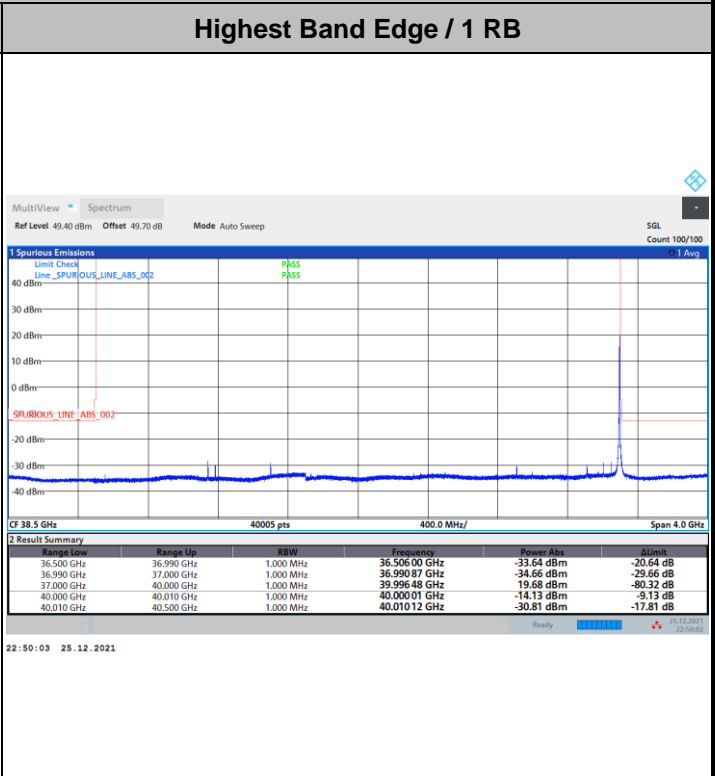 Highest Band Edge / 1 RB
MultiView Spectrum
Ref Level 49.40 dBm Offset 49.70 dB Mode Auto Sweep SGL
Count 100/100
1 Spurious Emissions 1 Avg
Limit Check PASS
Line _SPURIOUS_LINE_ABS_002 PASS
40 dBm
30 dBm
20 dBm
10 dBm
0 dBm
_SPURIOUS_LINE_ABS_002
-20 dBm
-30 dBm
-40 dBm
CF 38.5 GHz 40005 pts 400.0 MHz/ Span 4.0 GHz
2 Result Summary
Range Low Range Up RBW Frequency Power Abs ΔLimit
36.500 GHz 36.990 GHz 1.000 MHz 36.50600 GHz -33.64 dBm -20.64 dB
36.990 GHz 37.000 GHz 1.000 MHz 36.99087 GHz -34.66 dBm -29.66 dB
37.000 GHz 40.000 GHz 1.000 MHz 39.99648 GHz 19.68 dBm -80.32 dB
40.000 GHz 40.010 GHz 1.000 MHz 40.00001 GHz -14.13 dBm -9.13 dB
40.010 GHz 40.500 GHz 1.000 MHz 40.01012 GHz -30.81 dBm -17.81 dB
Ready 25.12.2021
22:50:02
22:50:03 25.12.2021